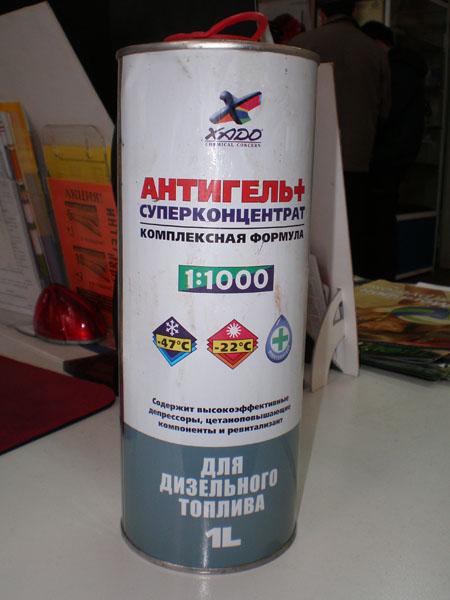 XADO
CHEMICAL CONCERN
АНТИГЕЛЬ+
СУПЕРКОНЦЕНТРАТ
КОМПЛЕКСНАЯ ФОРМУЛА
1:1000
-47°C -22°C
Содержит высокоэффективные
депрессоры, цетаноповышающие
компоненты и ревитализант
ДЛЯ
ДИЗЕЛЬНОГО
ТОПЛИВА
1L
АКЦИЯ!